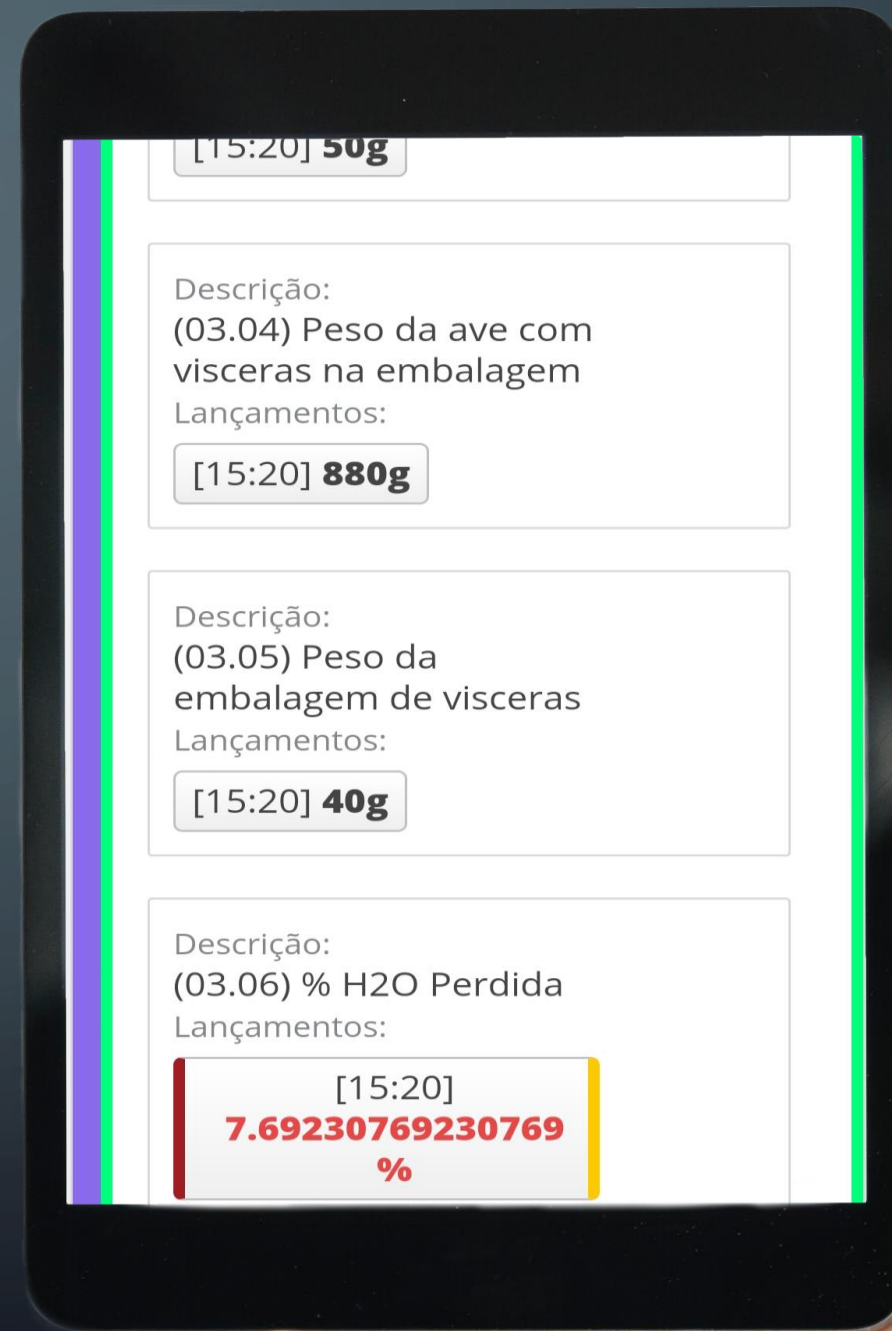 [15:20] 50g
Descrição:
(03.04) Peso da ave com
visceras na embalagem
Lançamentos:
[15:20] 880g
Descrição:
(03.05) Peso da
embalagem de visceras
Lançamentos:
[15:20] 40g
Descrição:
(03.06) % H2O Perdida
Lançamentos:
[15:20]
7.69230769230769
%